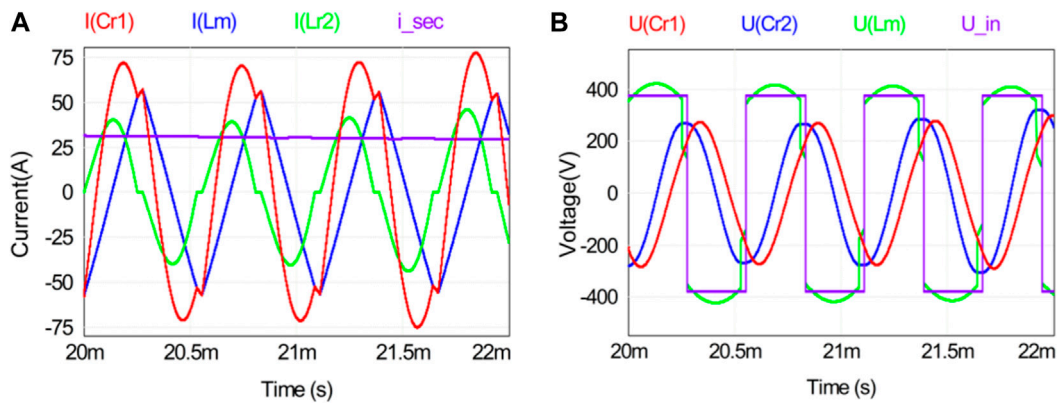 A
I(Cr1) I(Lm) I(Lr2) i_sec
75
50
25
0
-25
-50
-75
Current(A)
20m 20.5m 21m 21.5m 22m
Time (s)
B
U(Cr1) U(Cr2) U(Lm) U_in
400
200
0
-200
-400
Voltage(V)
20m 20.5m 21m 21.5m 22m
Time (s)